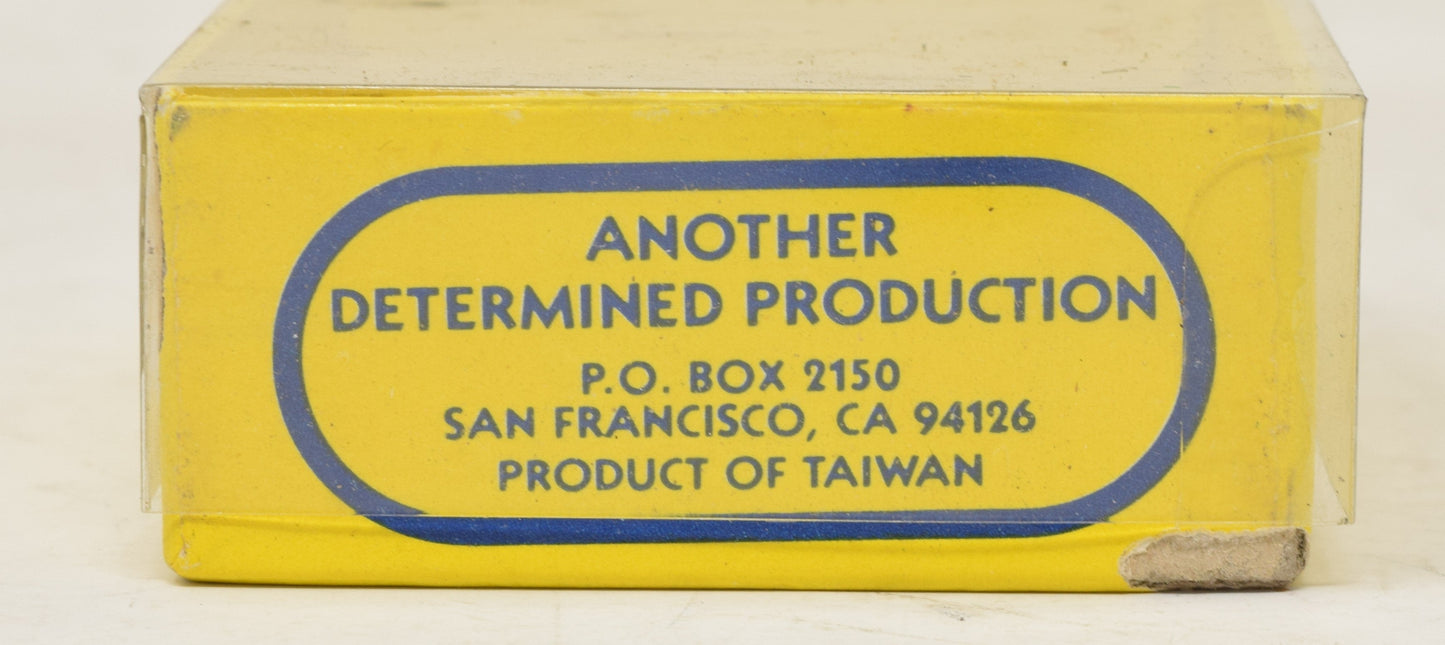 ANOTHER
DETERMINED PRODUCTION
P.O. BOX 2150
SAN FRANCISCO, CA 94126
PRODUCT OF TAIWAN